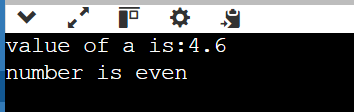 value of a is:4.6
number is even